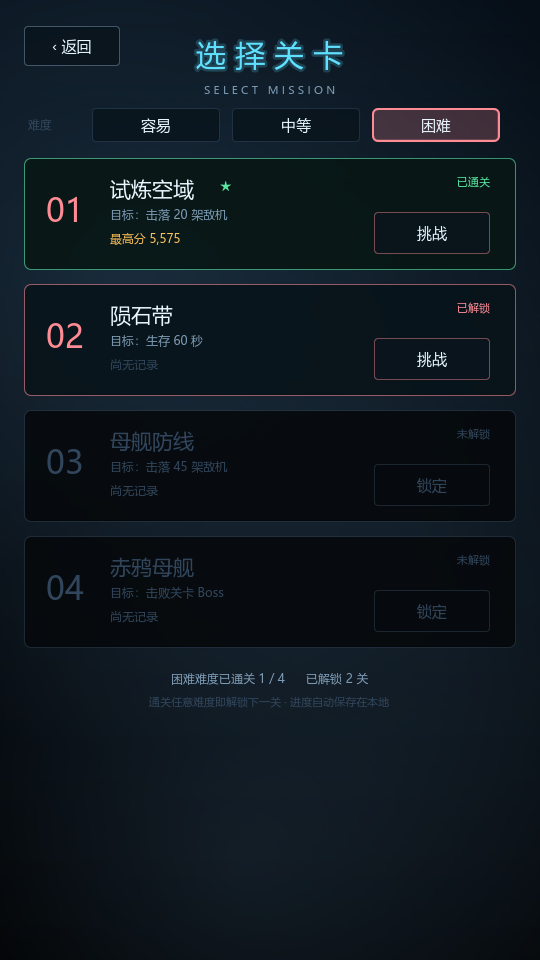 ‹ 返回
选择关卡
SELECT MISSION
难度
容易
中等
困难
01
试炼空域 ★
已通关
目标：击落 20 架敌机
最高分 5,575
挑战
02
陨石带
已解锁
目标：生存 60 秒
尚无记录
挑战
03
母舰防线
未解锁
目标：击落 45 架敌机
尚无记录
锁定
04
赤鸦母舰
未解锁
目标：击败关卡 Boss
尚无记录
锁定
困难难度已通关 1 / 4 已解锁 2 关
通关任意难度即解锁下一关 · 进度自动保存在本地